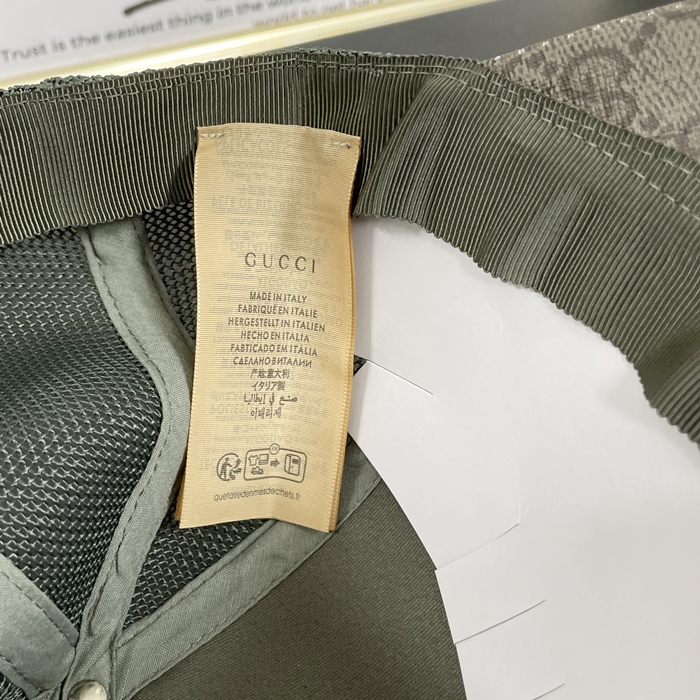 Trust is the easiest thing in the world
GUCCI
MADE IN ITALY
FABRIQUÉ EN ITALIE
HERGESTELLT IN ITALIEN
HECHO EN ITALIA
FABRICADO EM ITÁLIA
СДЕЛАНО В ИТАЛИИ
产地:意大利
イタリア製
صنع في إيطاليا
이태리제
FR
quefairedemesdechets.fr